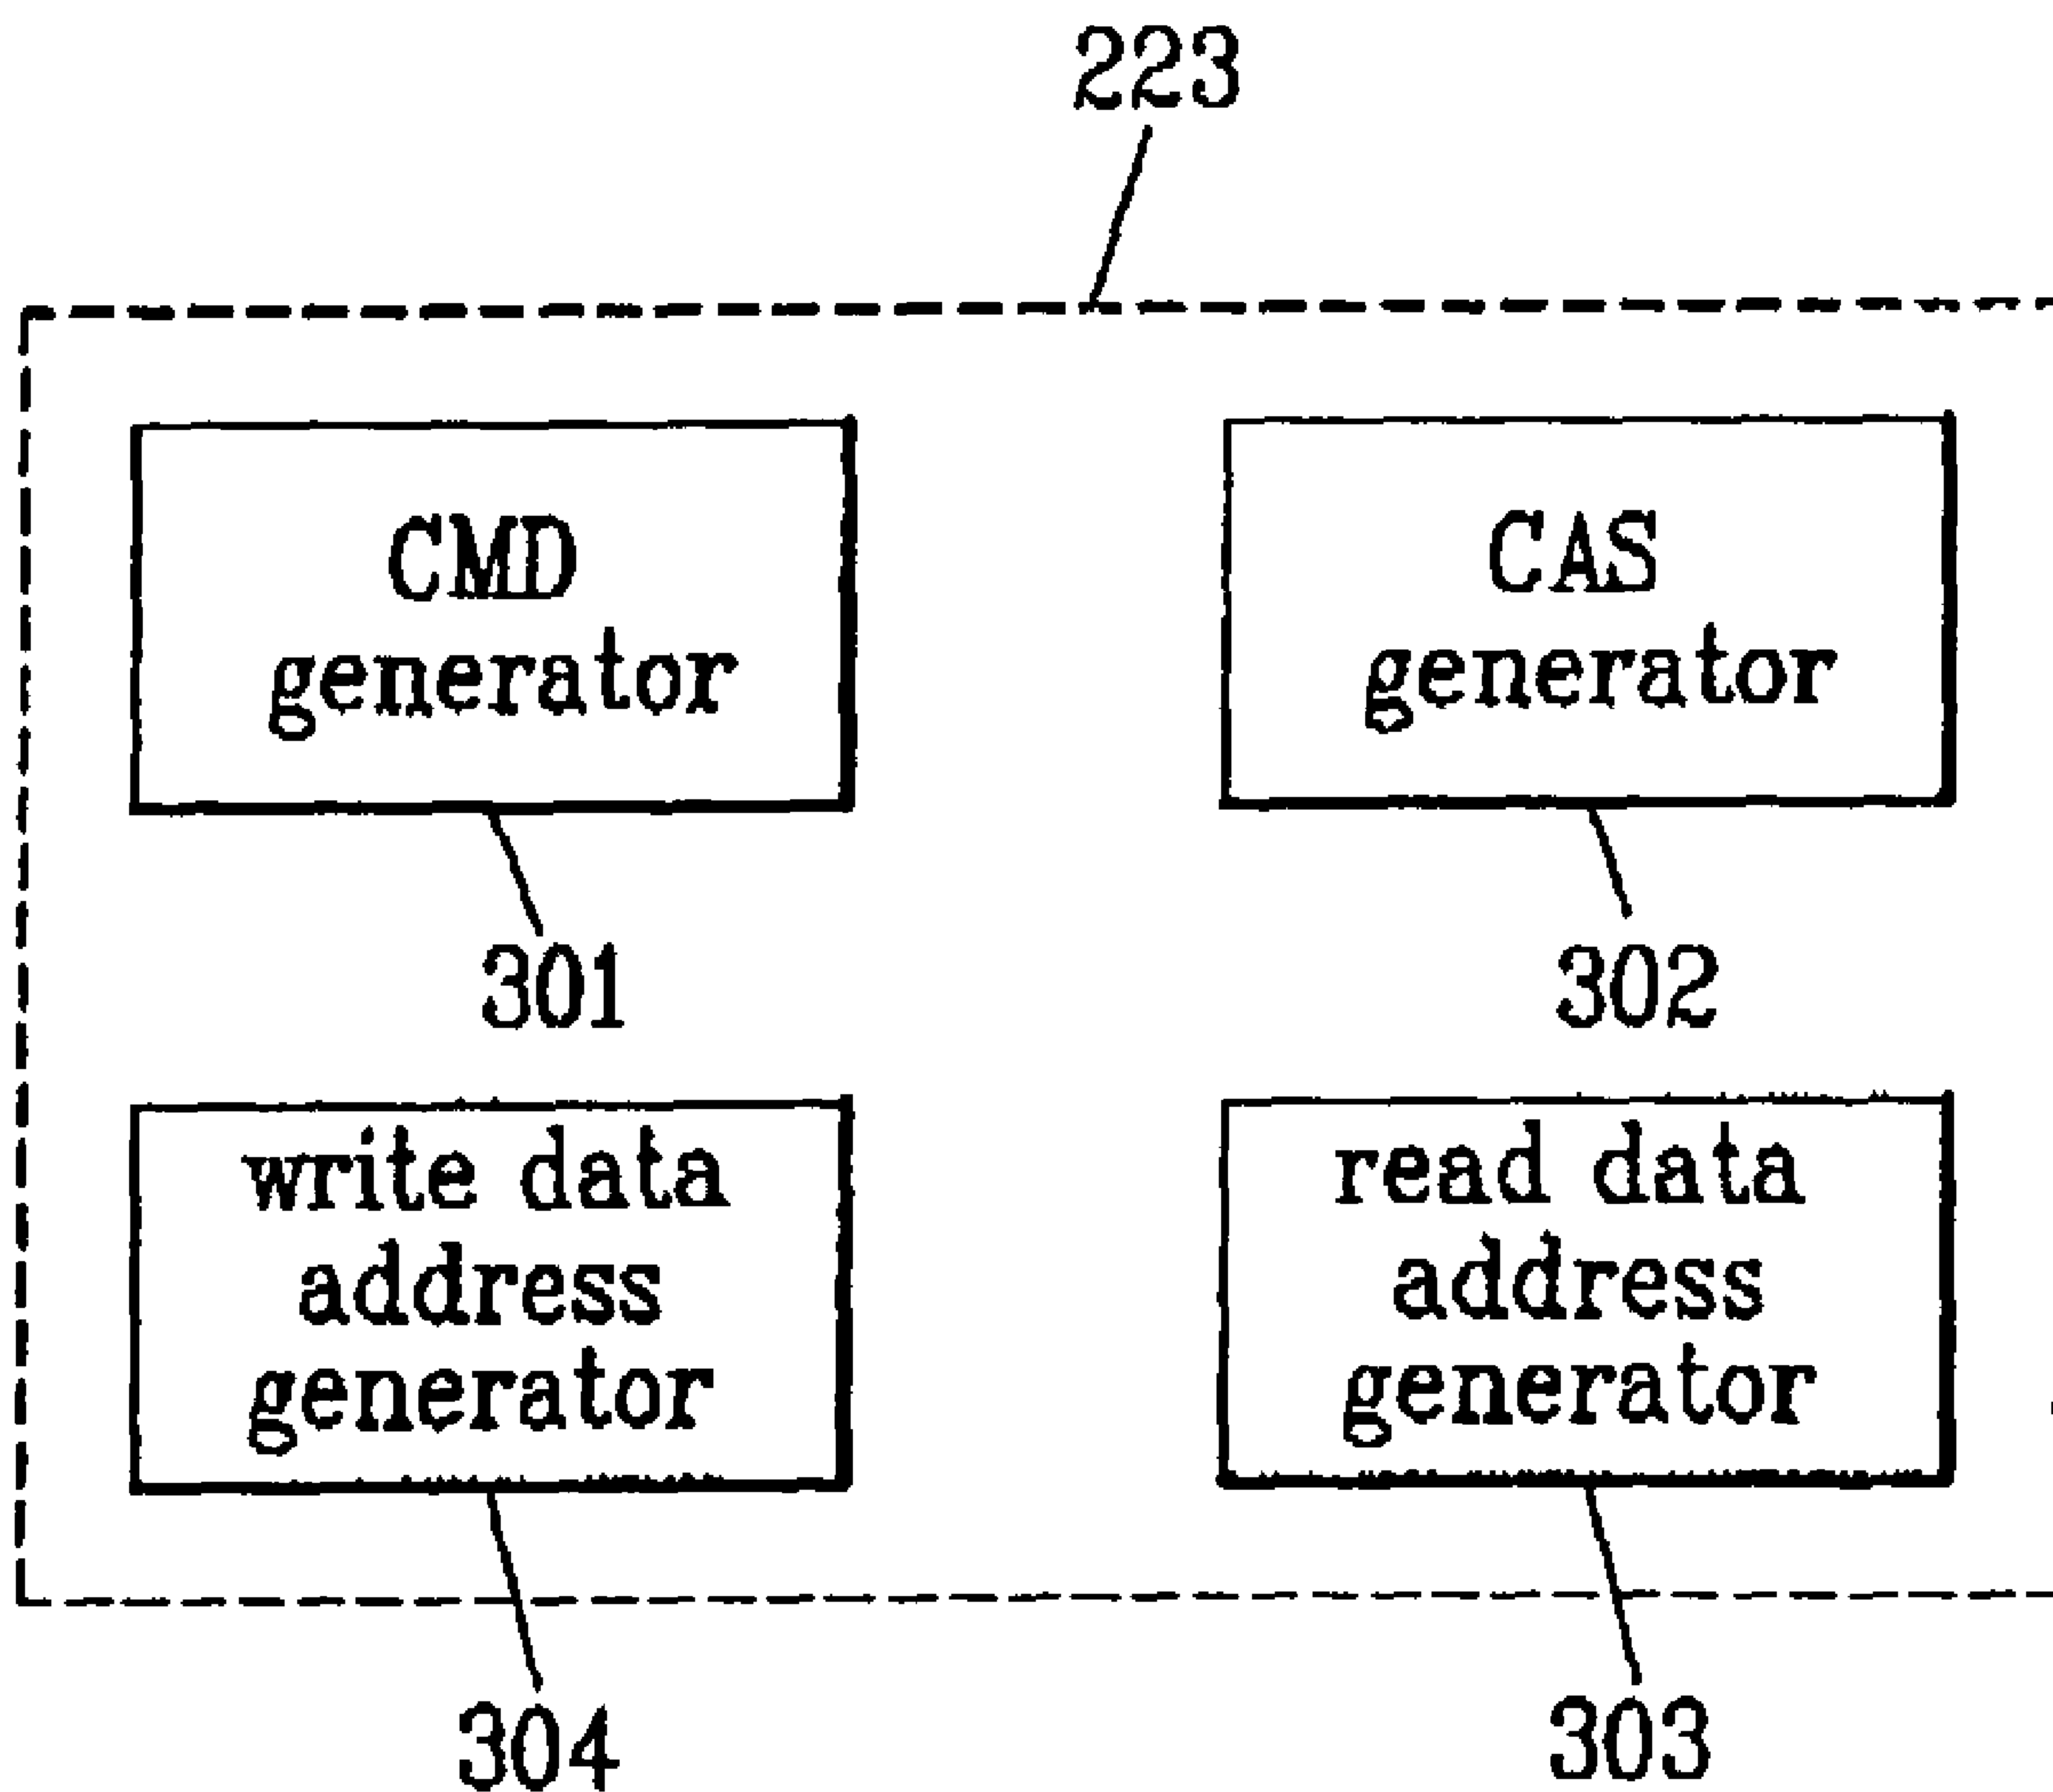 223
CMD
generator
CAS
generator
301
302
write data
address
generator
read data
address
generator
304
303